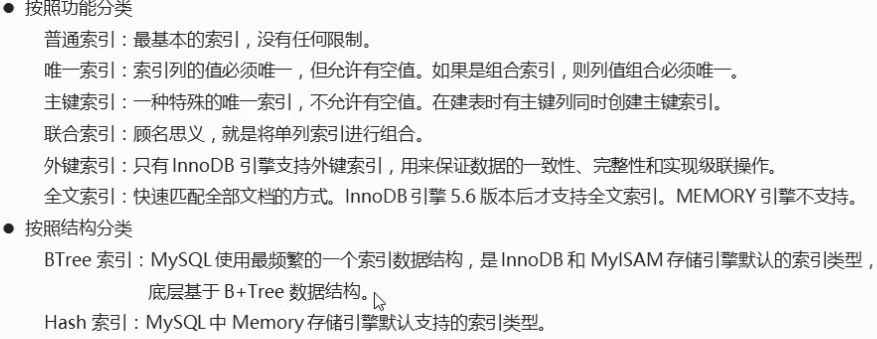 ● 按照功能分类
普通索引：最基本的索引，没有任何限制。
唯一索引：索引列的值必须唯一，但允许有空值。如果是组合索引，则列值组合必须唯一。
主键索引：一种特殊的唯一索引，不允许有空值。在建表时有主键列同时创建主键索引。
联合索引：顾名思义，就是将单列索引进行组合。
外键索引：只有 InnoDB 引擎支持外键索引，用来保证数据的一致性、完整性和实现级联操作。
全文索引：快速匹配全部文档的方式。InnoDB 引擎 5.6 版本后才支持全文索引。MEMORY 引擎不支持。
● 按照结构分类
BTree 索引：MySQL 使用最频繁的一个索引数据结构，是 InnoDB 和 MyISAM 存储引擎默认的索引类型，
底层基于 B+Tree 数据结构。
Hash 索引：MySQL 中 Memory 存储引擎默认支持的索引类型。